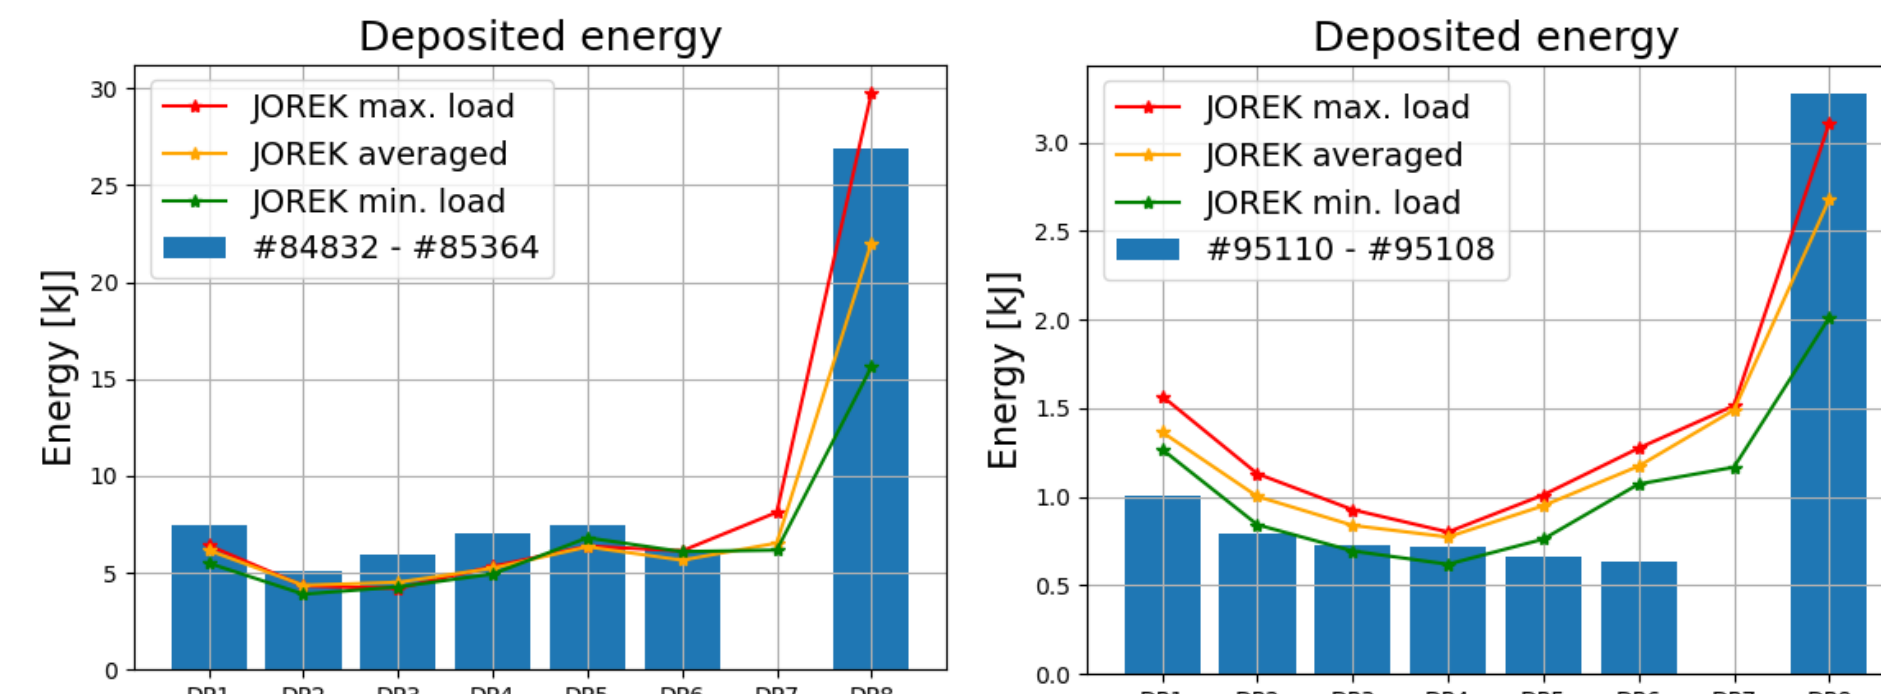 Deposited energy
30
25
20
15
10
5
0
Energy [kJ]
JOREK max. load
JOREK averaged
JOREK min. load
#84832 - #85364
Deposited energy
3.0
2.5
2.0
1.5
1.0
0.5
0.0
Energy [kJ]
JOREK max. load
JOREK averaged
JOREK min. load
#95110 - #95108